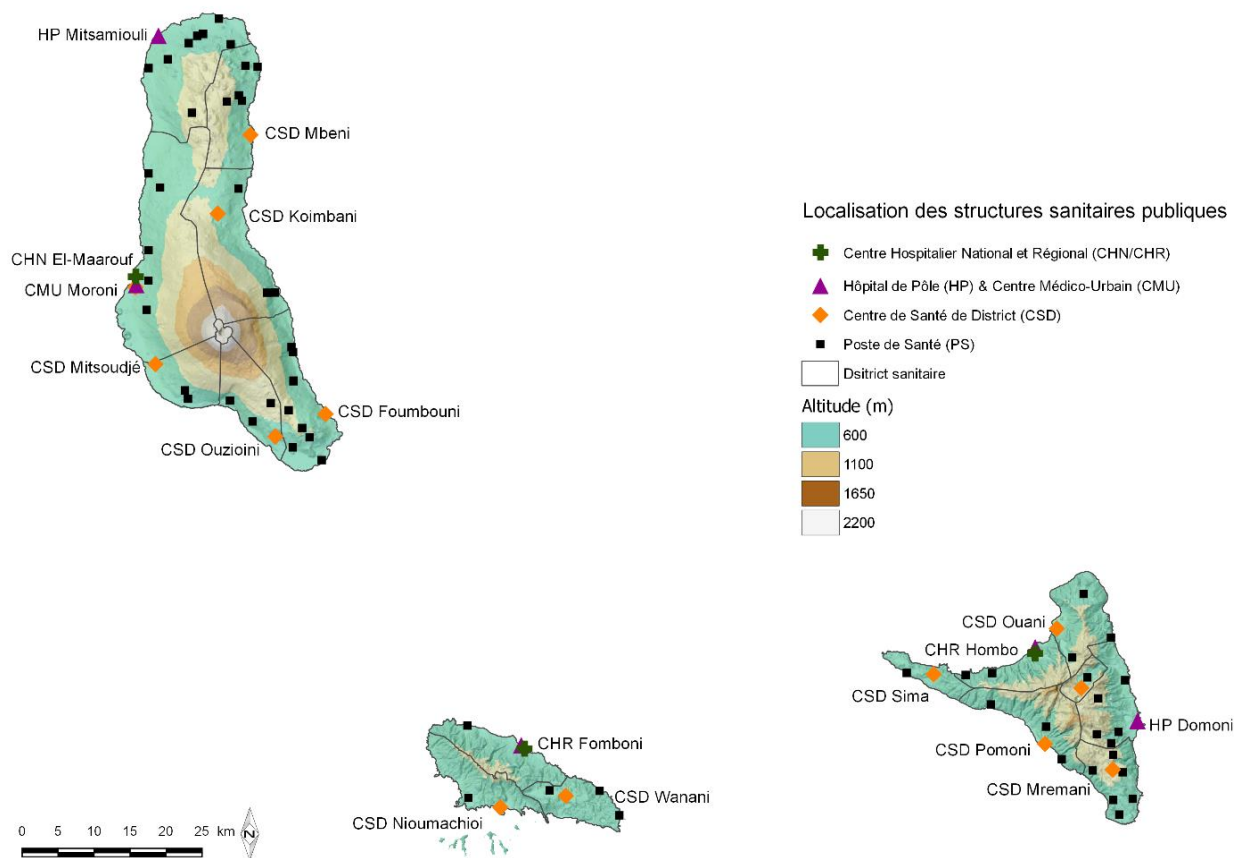 HP Mitsamiouli
CSD Mbeni
CSD Koimbani
CHN El-Maarouf
CMU Moroni
CSD Mitsoudjé
CSD Foumbouni
CSD Ouzioini
Localisation des structures sanitaires publiques
Centre Hospitalier National et Régional (CHN/CHR)
Hôpital de Pôle (HP) & Centre Médico-Urbain (CMU)
Centre de Santé de District (CSD)
Poste de Santé (PS)
Dsitrict sanitaire
Altitude (m)
600
1100
1650
2200
CSD Ouani
CHR Hombo
CSD Sima
HP Domoni
CSD Pomoni
CSD Mremani
CHR Fomboni
CSD Wanani
CSD Nioumachioi
0 5 10 15 20 25 km
N